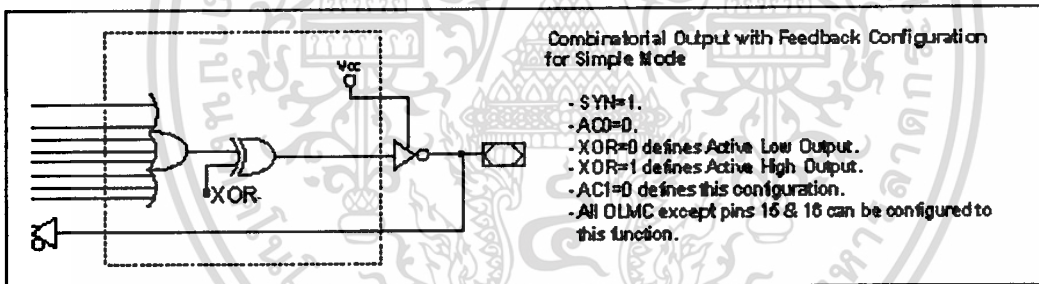 Combinatorial Output with Feedback Configuration
for Simple Mode
- SYN=1.
- AC0=0.
- XOR=0 defines Active Low Output.
- XOR=1 defines Active High Output.
- AC1=0 defines this configuration.
- All OLMC except pins 15 & 16 can be configured to
this function.
Vcc
XOR